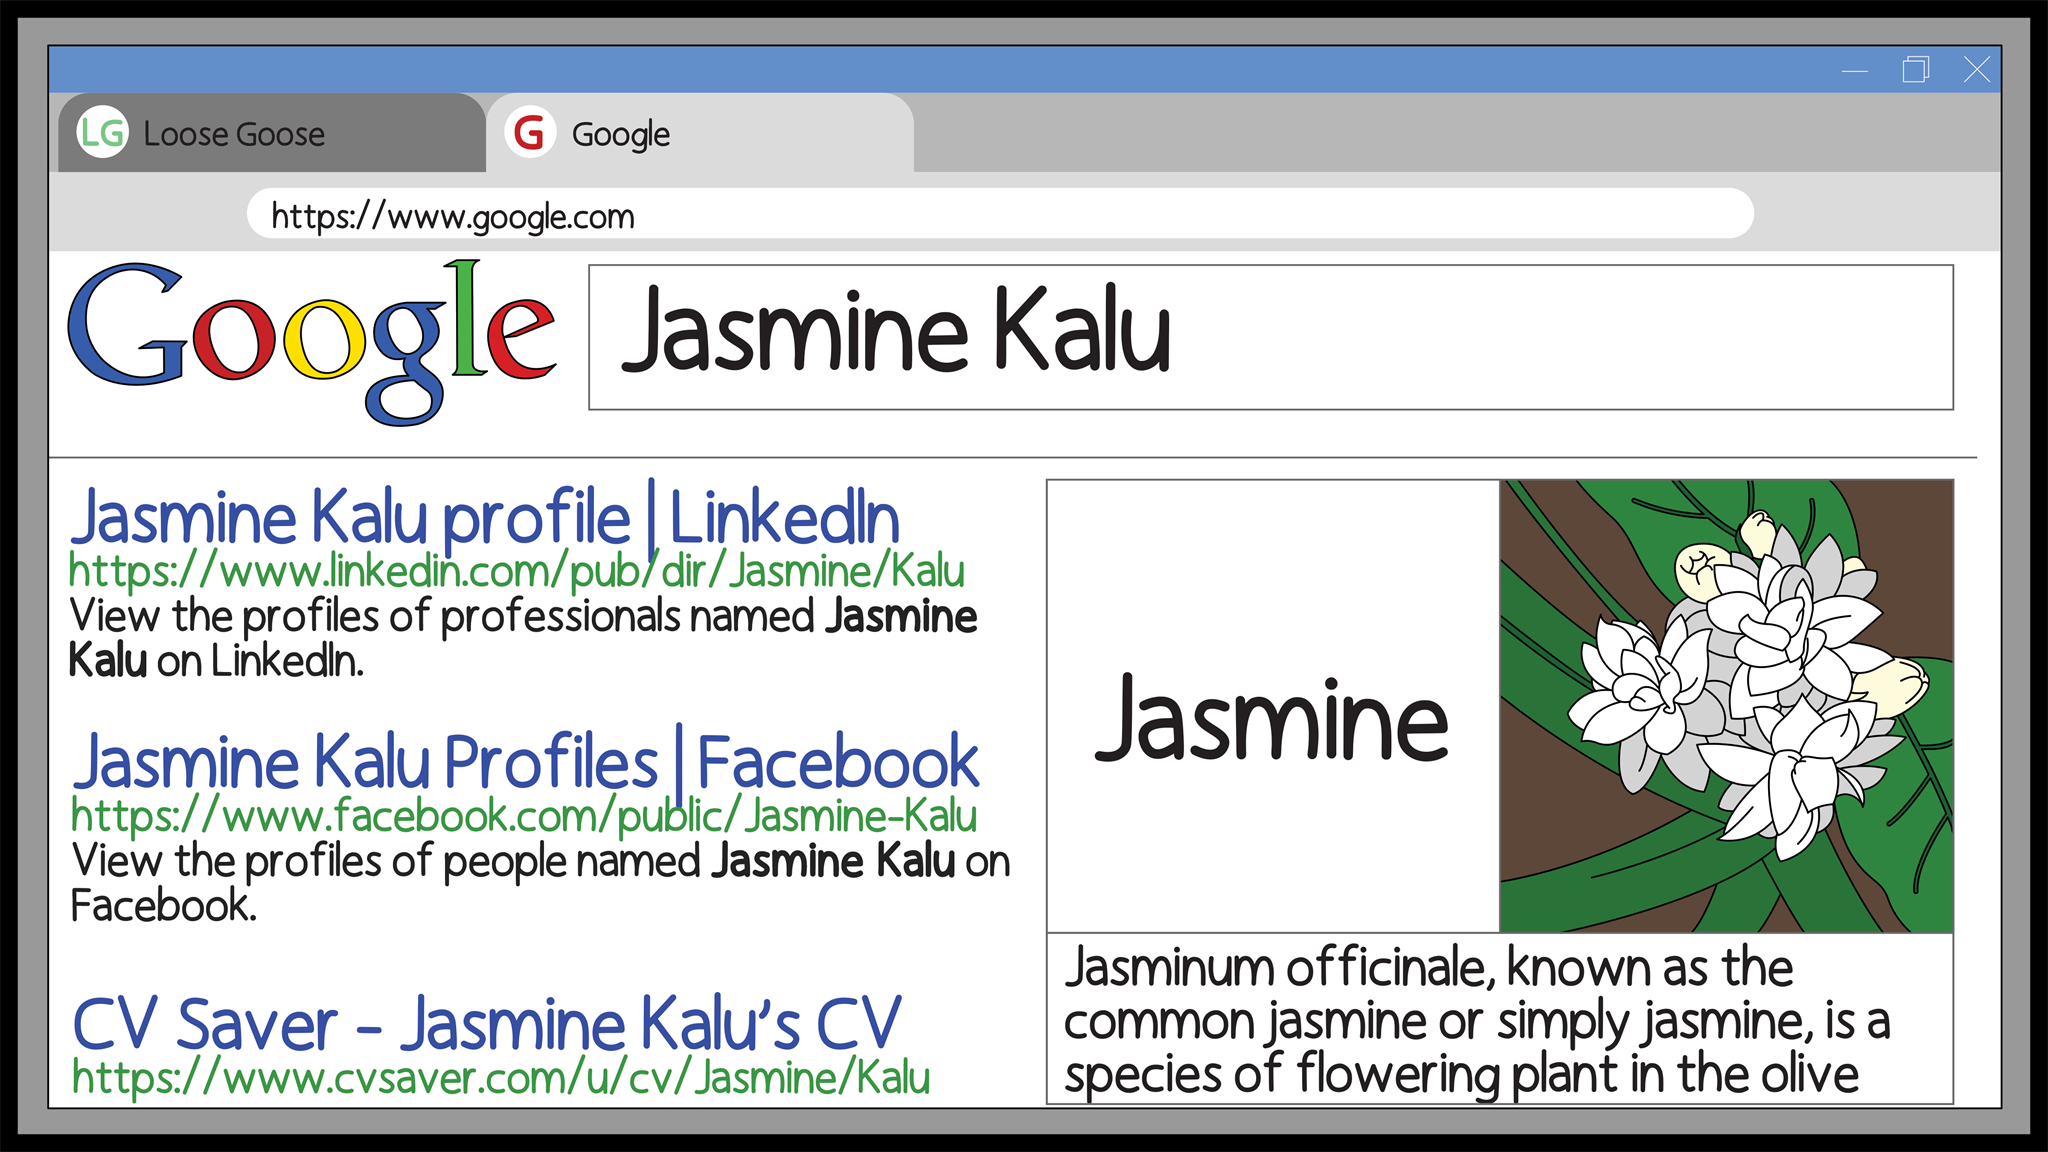 LG Loose Goose
G Google
https://www.google.com
Google
Jasmine Kalu
Jasmine Kalu profile | LinkedIn
https://www.linkedin.com/pub/dir/Jasmine/Kalu
View the profiles of professionals named Jasmine
Kalu on LinkedIn.
Jasmine Kalu Profiles | Facebook
https://www.facebook.com/public/Jasmine-Kalu
View the profiles of people named Jasmine Kalu on
Facebook.
CV Saver - Jasmine Kalu's CV
https://www.cvsaver.com/u/cv/Jasmine/Kalu
Jasmine
Jasminum officinale, known as the
common jasmine or simply jasmine, is a
species of flowering plant in the olive